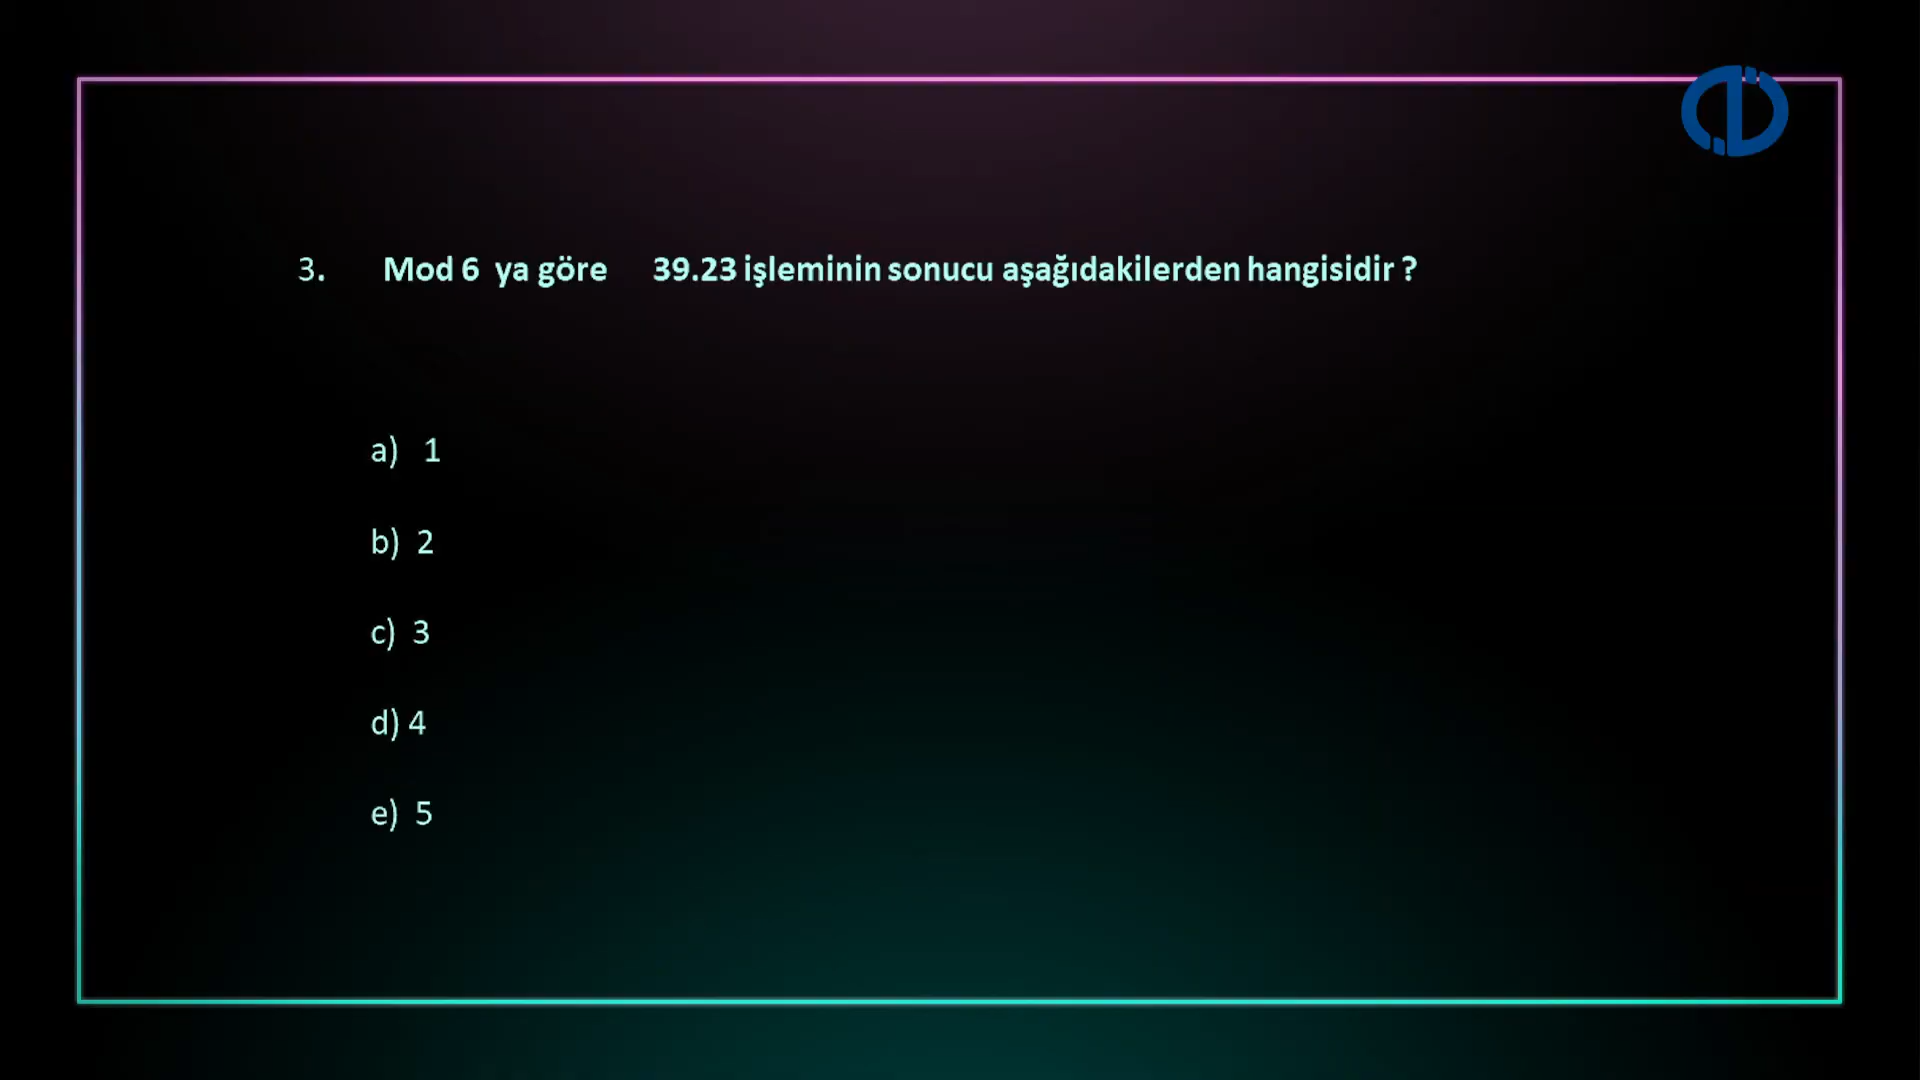 3. Mod 6 ya göre 39.23 işleminin sonucu aşağıdakilerden hangisidir ?
a) 1
b) 2
c) 3
d) 4
e) 5